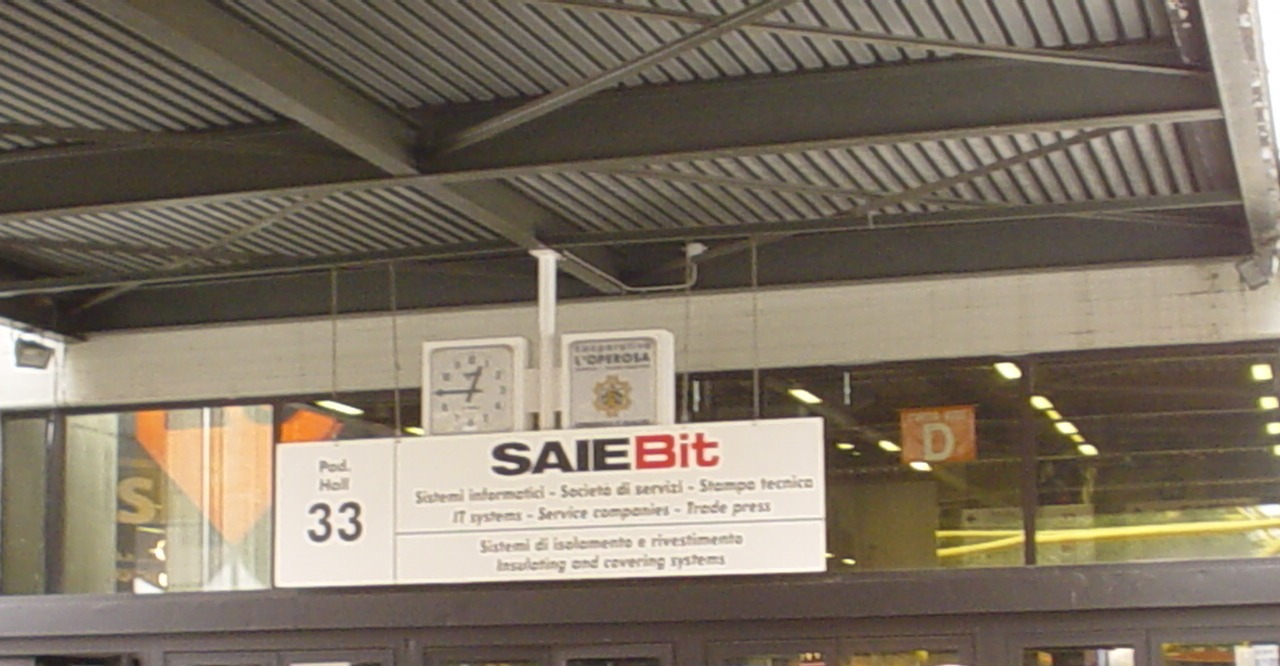 cooperativa
L'OPEROSA
SAIEBit
Pad.
Hall
33
Sistemi informatici - Società di servizi - Stampa tecnica
IT systems - Service companies - Trade press
Sistemi di isolamento e rivestimento
Insulating and covering systems
D
S